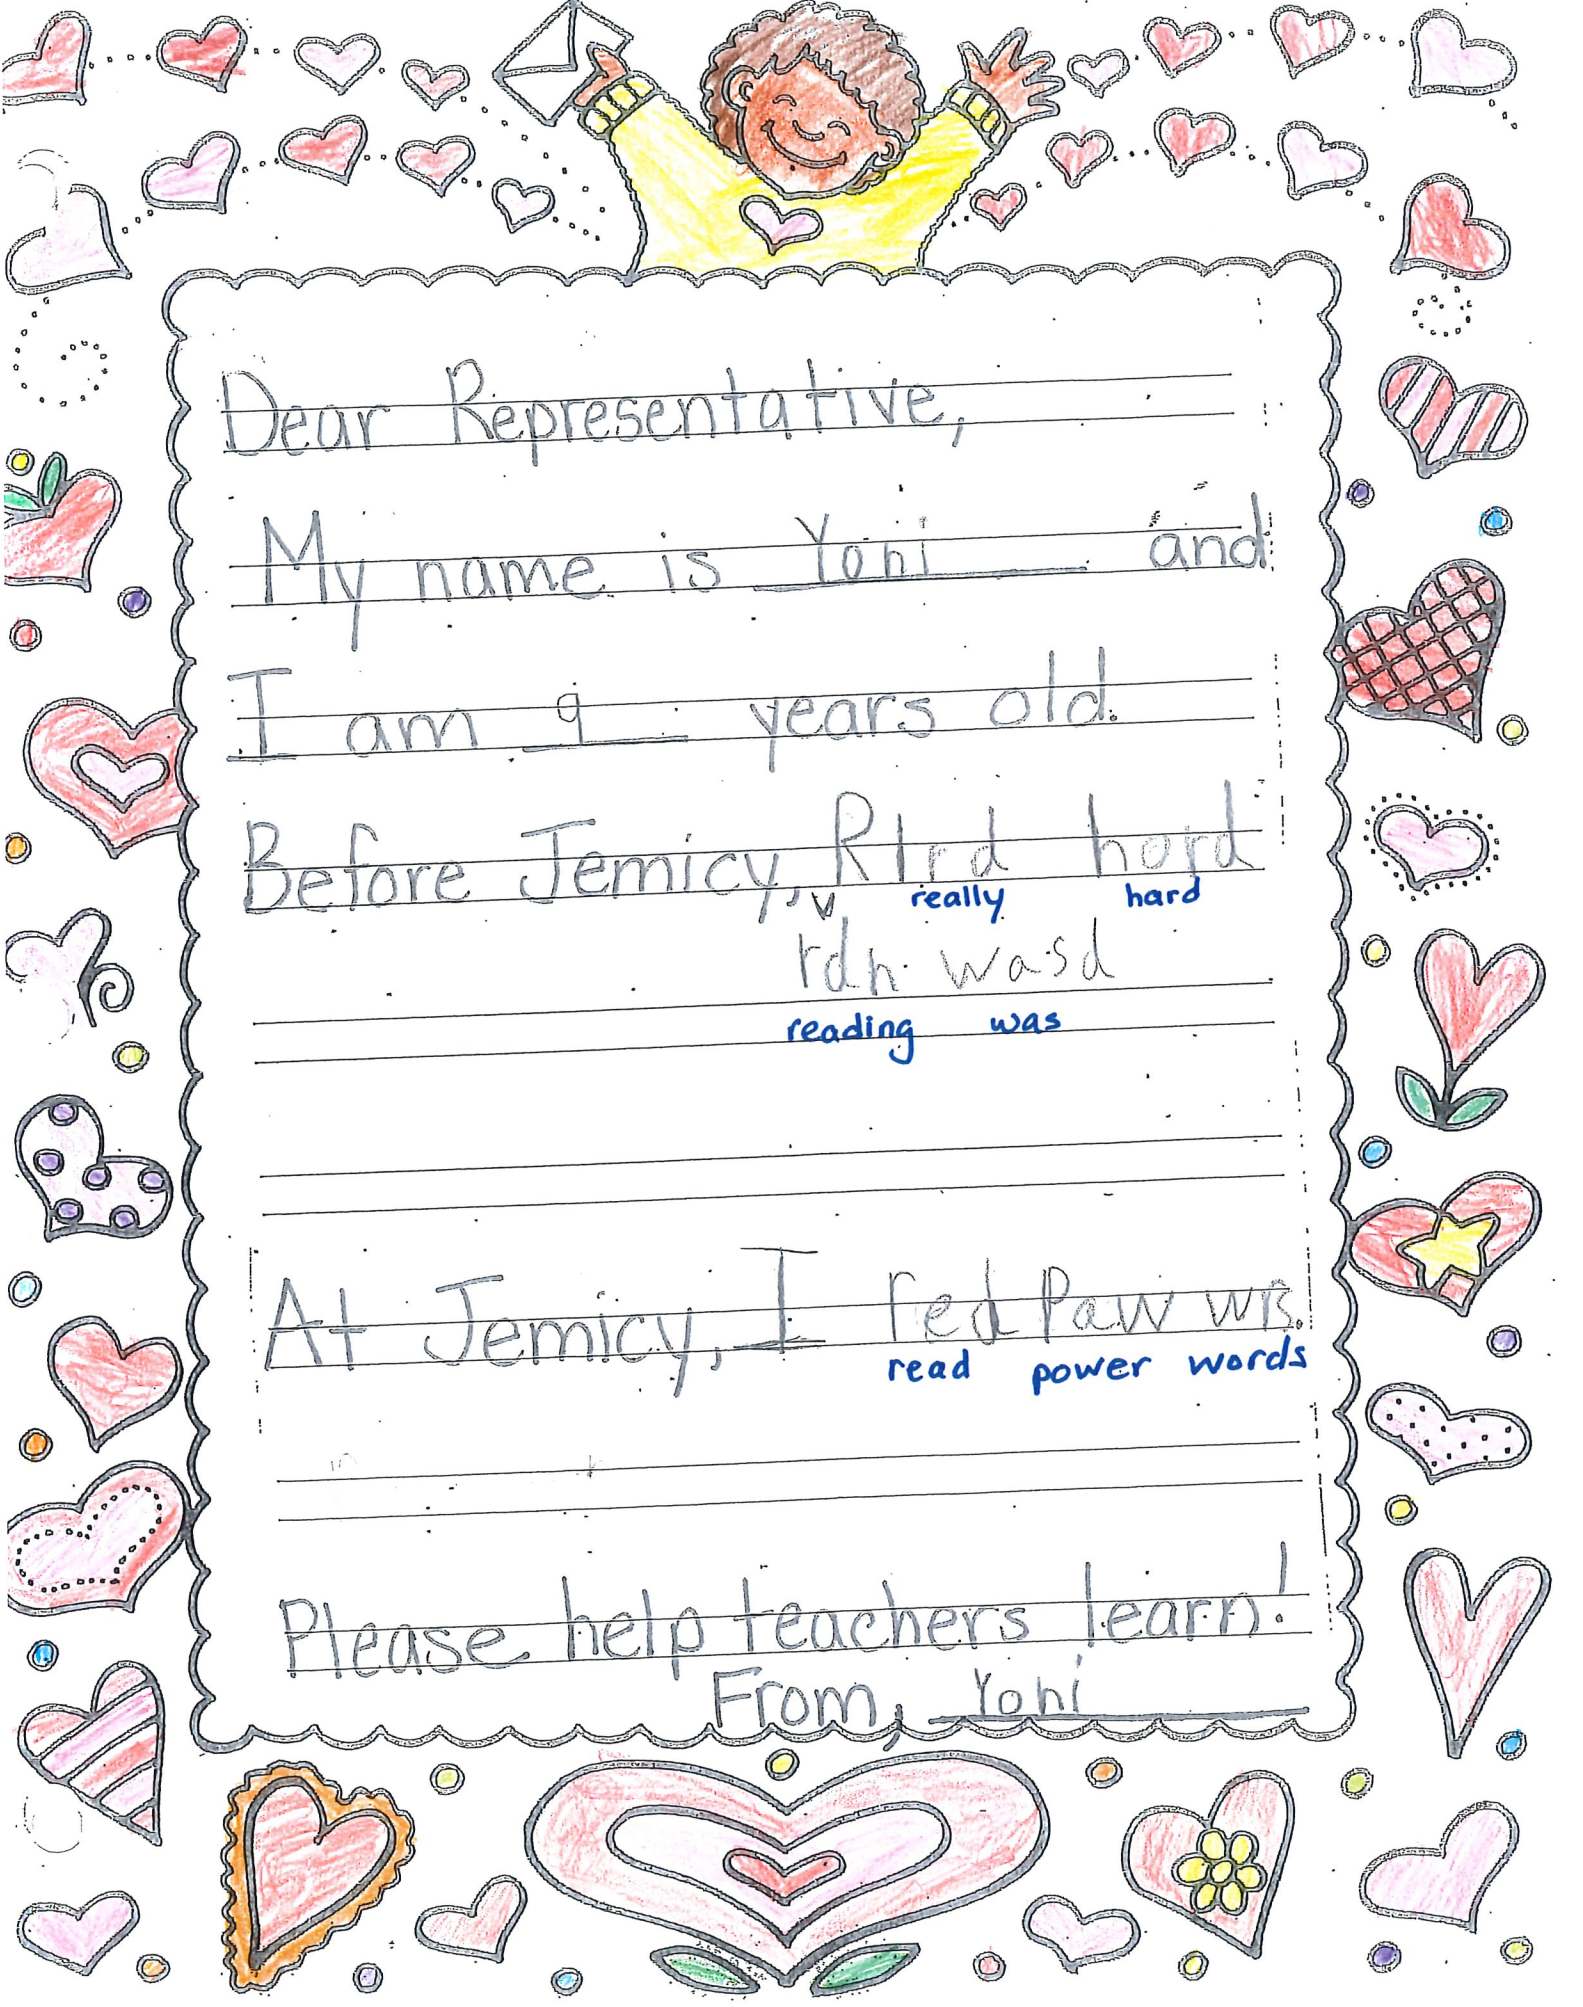 Dear Representative,
My name is Yoni and
I am 9 years old.
Before Jemicy, Rlrd hord
really hard
rdn wasd
reading was
At Jemicy, I red Paw wrs.
read power words
Please help teachers learn!
From, Yoni